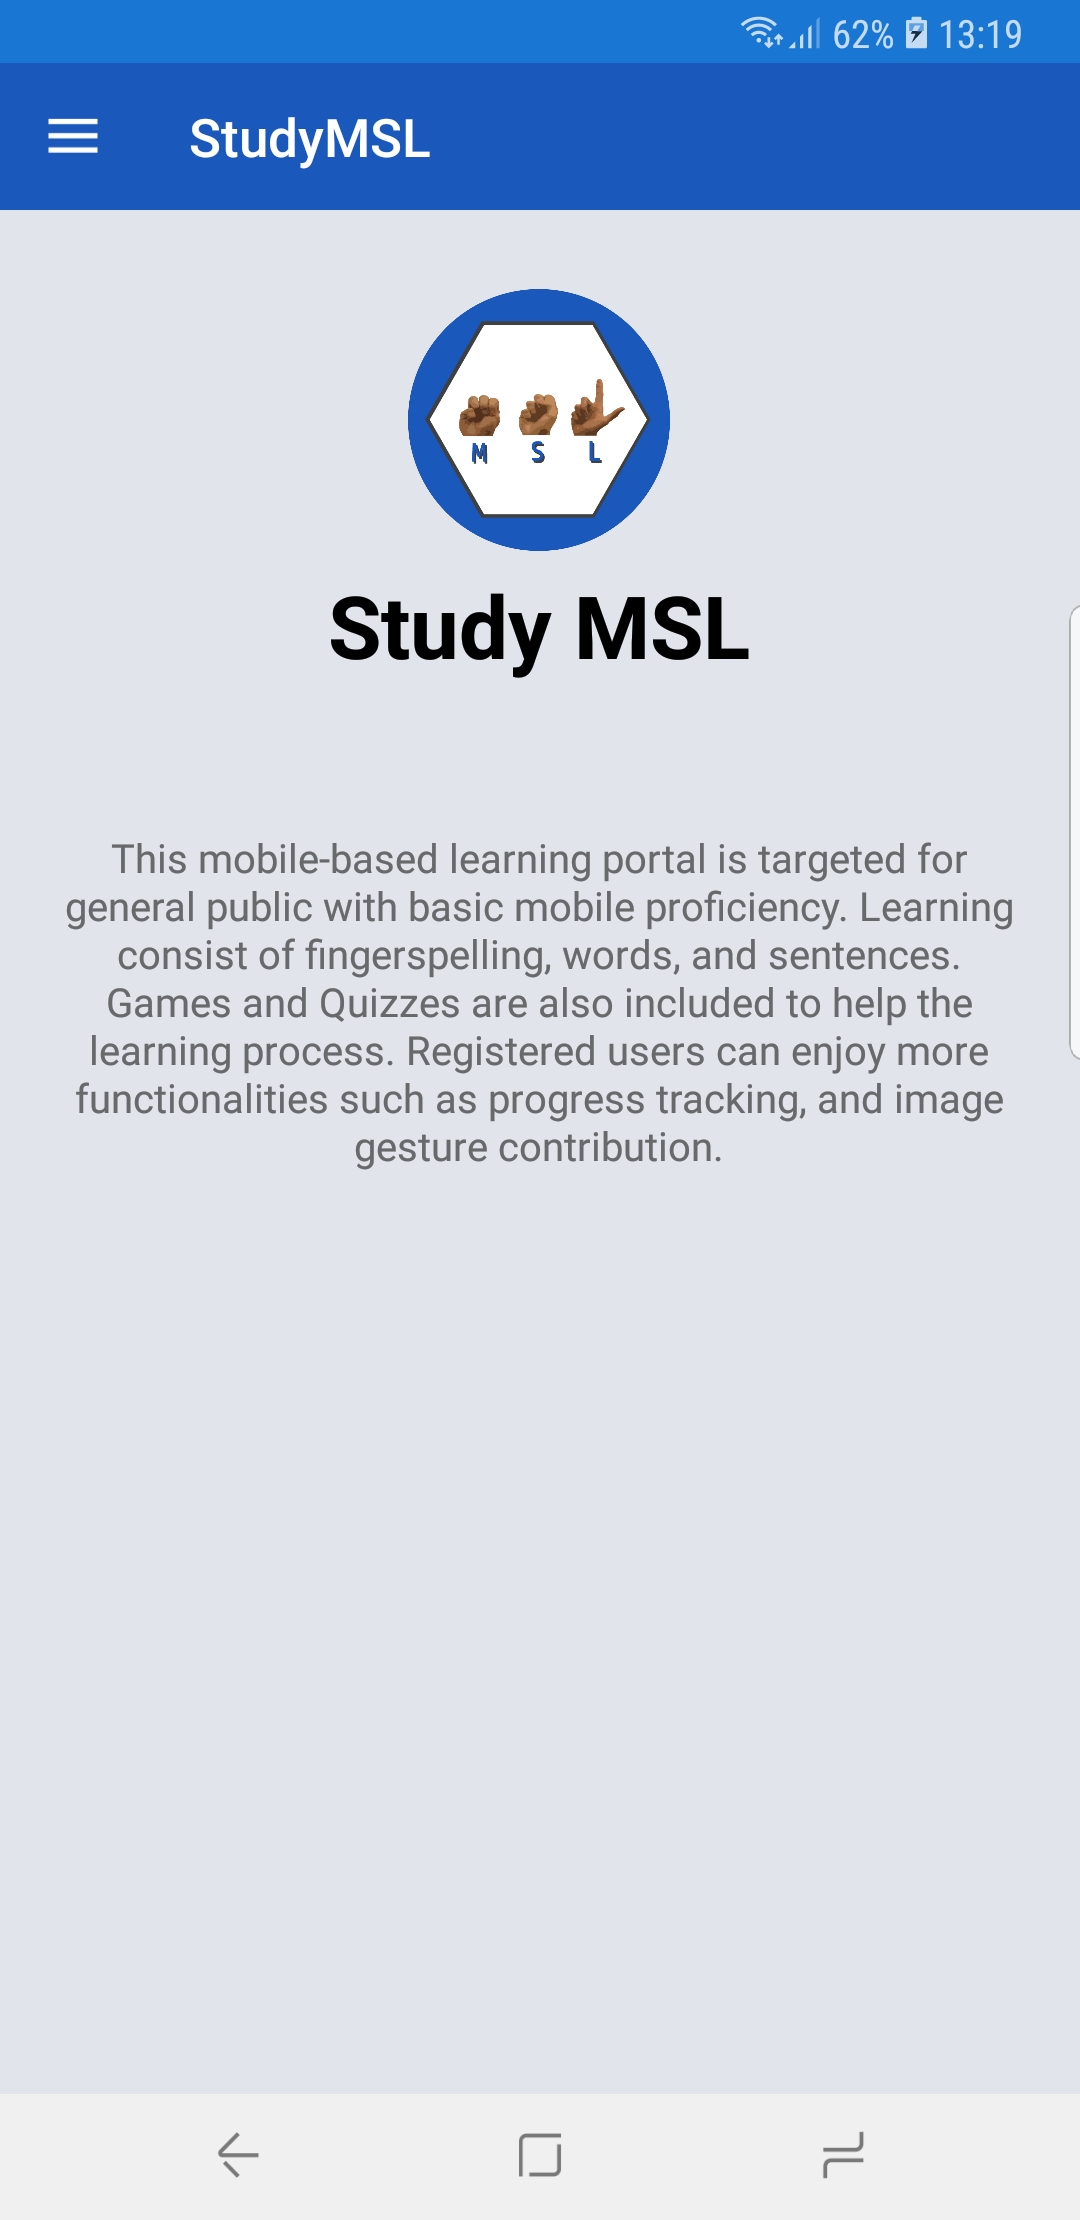 62% 13:19
StudyMSL
M S L
Study MSL
This mobile-based learning portal is targeted for
general public with basic mobile proficiency. Learning
consist of fingerspelling, words, and sentences.
Games and Quizzes are also included to help the
learning process. Registered users can enjoy more
functionalities such as progress tracking, and image
gesture contribution.